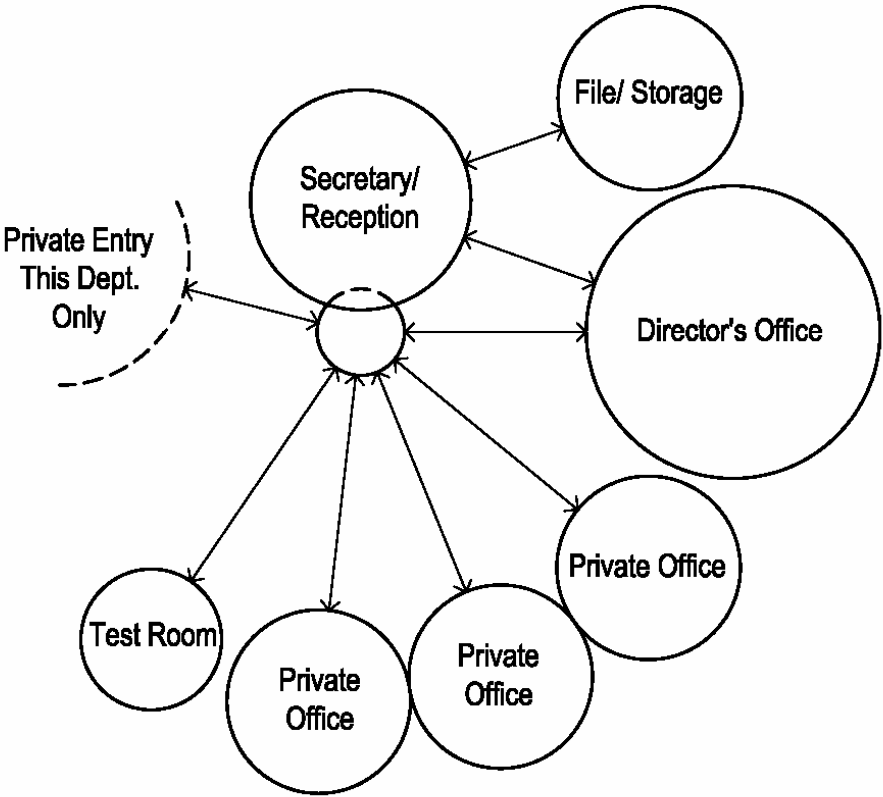 File/ Storage
Secretary/
Reception
Private Entry
This Dept.
Only
Director's Office
Private Office
Test Room
Private
Office
Private
Office